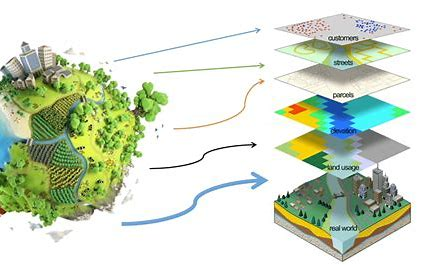 customers
streets
parcels
elevation
land usage
real world